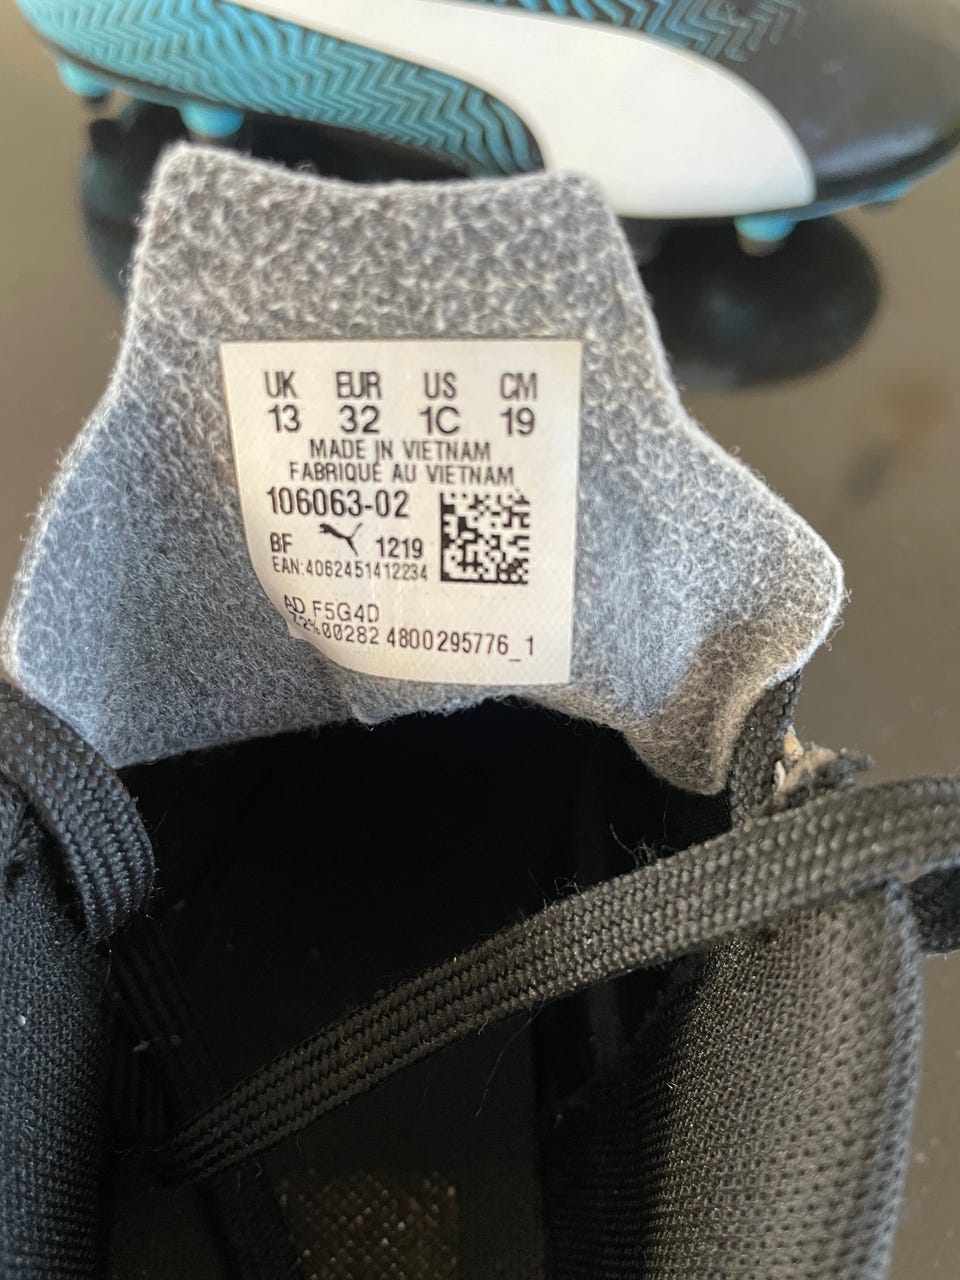 UK EUR US CM
13 32 1C 19
MADE IN VIETNAM
FABRIQUÉ AU VIETNAM
106063-02
BF 1219
EAN:4062451412234
AD F5G4D
Z2%00282 4800295776_1